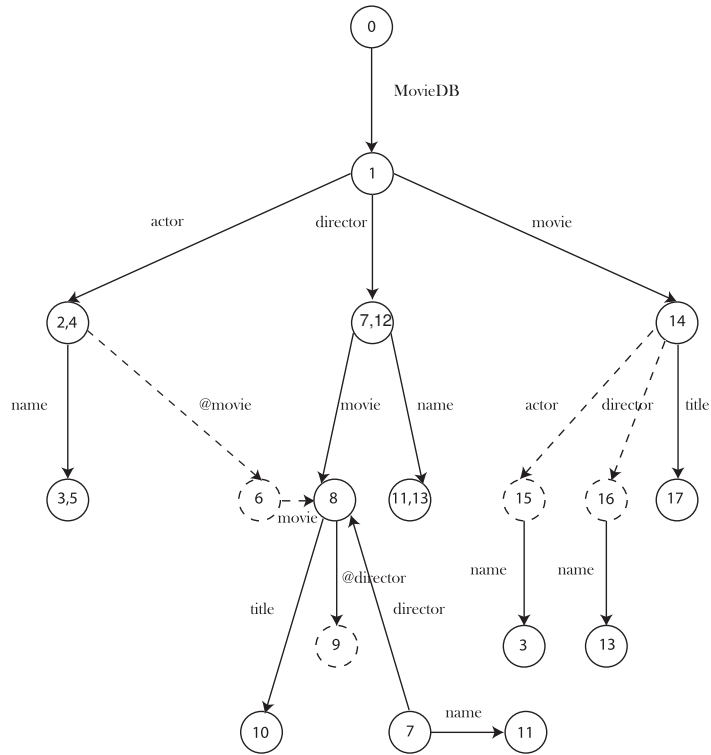 0
MovieDB
1
actor
director
movie
2,4
7,12
14
name
@movie
movie
name
actor
director
title
3,5
6
8
11,13
15
16
17
movie
@director
name
name
title
director
9
3
13
name
10
7
11